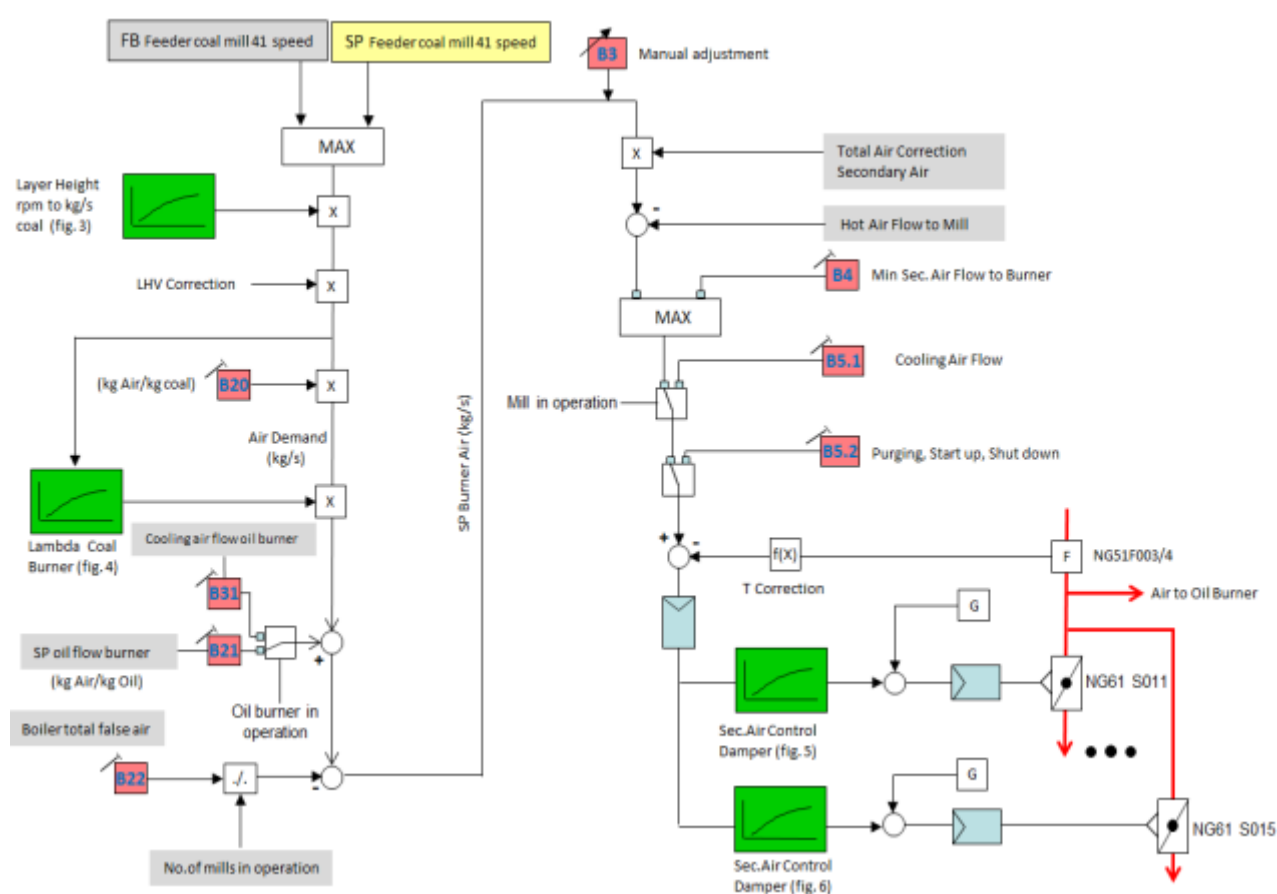 FB Feeder coal mill 41 speed
SP Feeder coal mill 41 speed
B3
Manual adjustment
MAX
X
Total Air Correction
Secondary Air
Layer Height
rpm to kg/s
coal (fig. 3)
X
-
Hot Air Flow to Mill
LHV Correction
X
B4
Min Sec. Air Flow to Burner
MAX
(kg Air/kg coal)
B20
X
B5.1
Cooling Air Flow
Mill in operation
Air Demand
(kg/s)
SP Burner Air (kg/s)
B5.2
Purging, Start up, Shut down
X
Lambda Coal
Burner (fig. 4)
Cooling air flow oil burner
+
-
f(X)
T Correction
F
NG51F003/4
B31
Air to Oil Burner
G
SP oil flow burner
B21
+
(kg Air/kg Oil)
Oil burner in
operation
NG61 S011
Boiler total false air
Sec.Air Control
Damper (fig. 5)
B22
./.
-
G
No.of mills in operation
NG61 S015
Sec.Air Control
Damper (fig. 6)